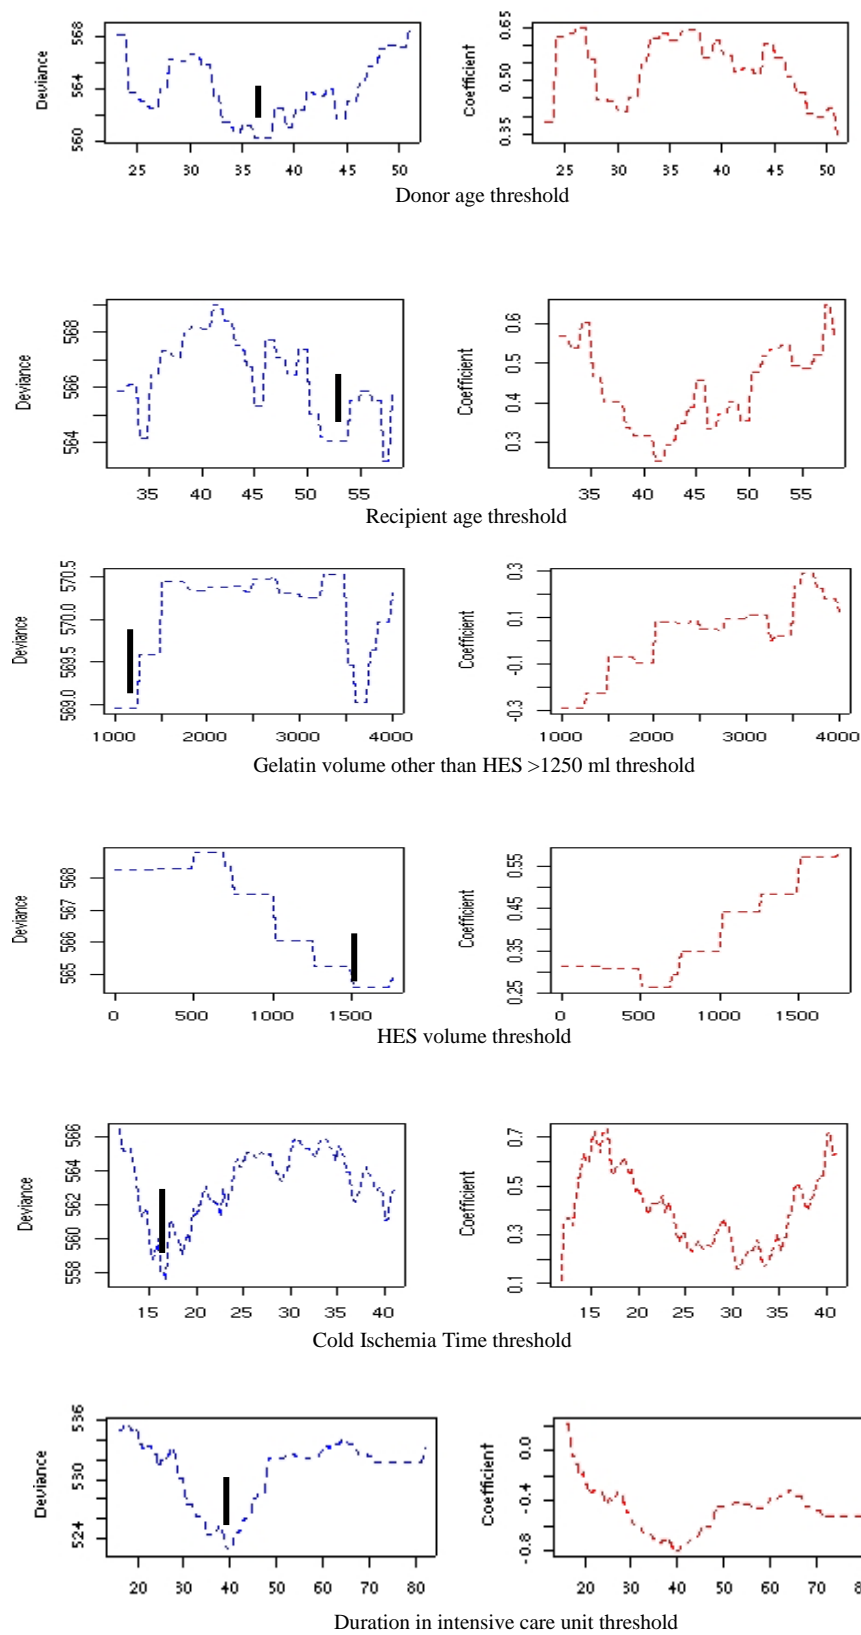 Deviance
568
564
560
25 30 35 40 45 50
Coefficient
0.65
0.50
0.35
25 30 35 40 45 50
Donor age threshold
Deviance
568
566
564
35 40 45 50 55
Coefficient
0.6
0.5
0.4
0.3
35 40 45 50 55
Recipient age threshold
Deviance
570.5
570.0
569.5
569.0
1000 2000 3000 4000
Coefficient
0.3
0.1
-0.1
-0.3
1000 2000 3000 4000
Gelatin volume other than HES >1250 ml threshold
Deviance
568
567
566
565
0 500 1000 1500
Coefficient
0.55
0.45
0.35
0.25
0 500 1000 1500
HES volume threshold
Deviance
566
564
562
560
558
15 20 25 30 35 40
Coefficient
0.7
0.5
0.3
0.1
15 20 25 30 35 40
Cold Ischemia Time threshold
Deviance
536
530
524
20 30 40 50 60 70 80
Coefficient
0.0
-0.4
-0.8
20 30 40 50 60 70 8
Duration in intensive care unit threshold